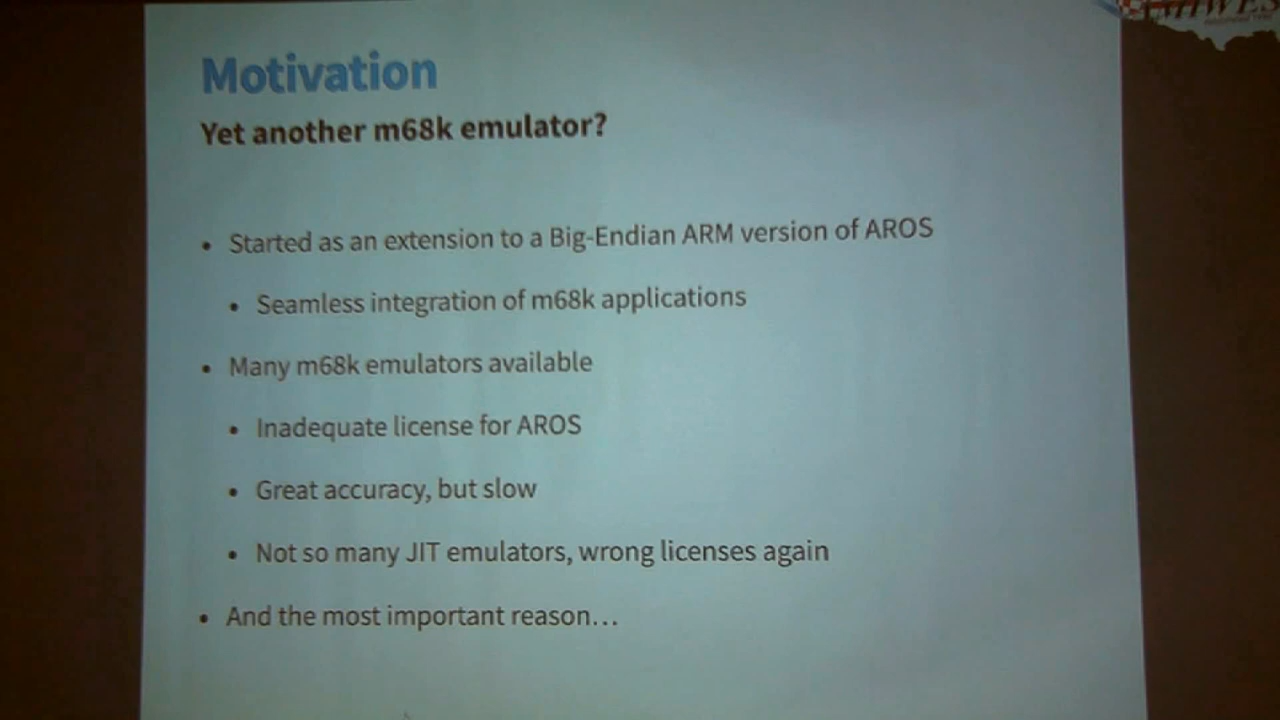 Motivation
Yet another m68k emulator?
• Started as an extension to a Big-Endian ARM version of AROS
• Seamless integration of m68k applications
• Many m68k emulators available
• Inadequate license for AROS
• Great accuracy, but slow
• Not so many JIT emulators, wrong licenses again
• And the most important reason…